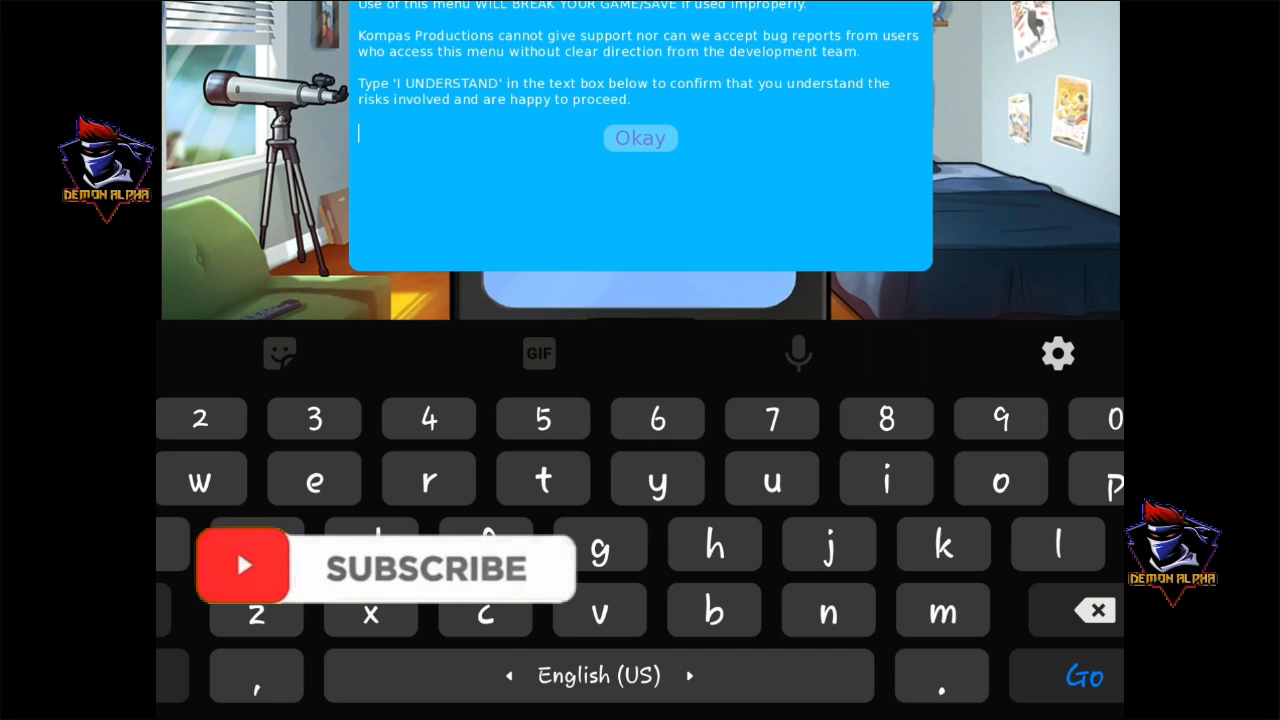 Use of this menu WILL BREAK YOUR GAME/SAVE if used improperly.
Kompas Productions cannot give support nor can we accept bug reports from users
who access this menu without clear direction from the development team.
Type 'I UNDERSTAND' in the text box below to confirm that you understand the
risks involved and are happy to proceed.
Okay
DEMON ALPHA
GIF
2 3 4 5 6 7 8 9 0
w e r t y u i o p
g h j k l
SUBSCRIBE
z x c v b n m
DEMON ALPHA
, English (US) . Go